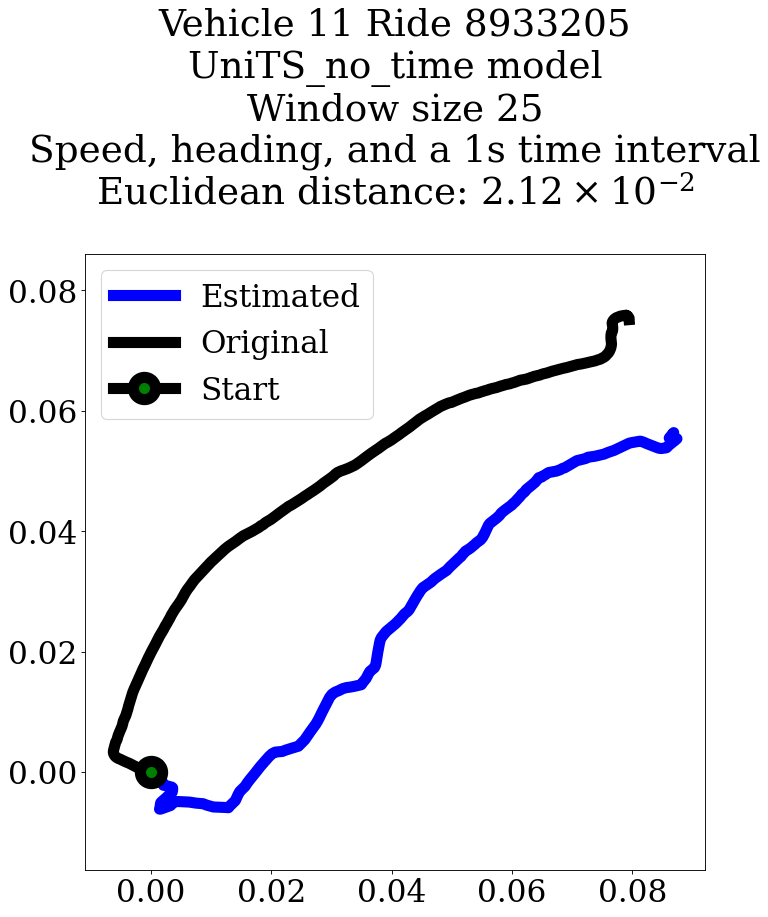 Vehicle 11 Ride 8933205
UniTS_no_time model
Window size 25
Speed, heading, and a 1s time interval
Euclidean distance: 2.12 × 10⁻²
Estimated
Original
Start
0.08
0.06
0.04
0.02
0.00
0.00 0.02 0.04 0.06 0.08